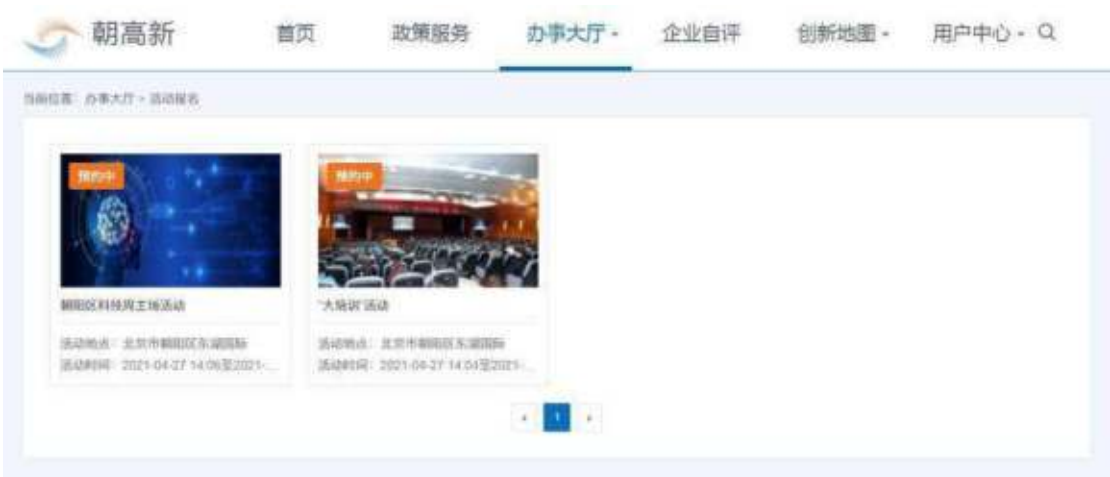 朝高新
首页 政策服务 办事大厅 企业自评 创新地图 用户中心
当前位置：办事大厅 > 活动报名
预约中
朝阳区科技周主场活动
活动地点：北京市朝阳区东湖国际
活动时间：2021-04-27 14:06至2021-...
预约中
"大培训"活动
活动地点：北京市朝阳区东湖国际
活动时间：2021-04-27 14:04至2021-...
1